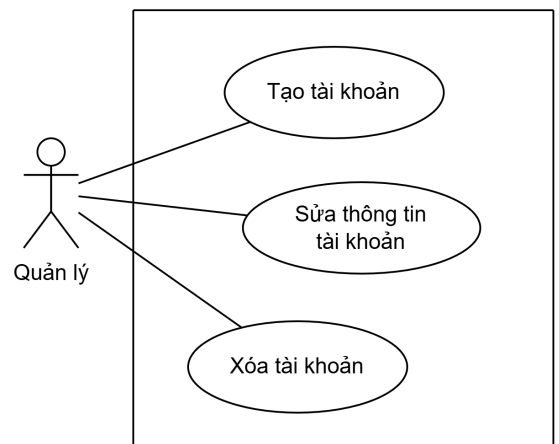 Tạo tài khoản
Sửa thông tin
tài khoản
Quản lý
Xóa tài khoản